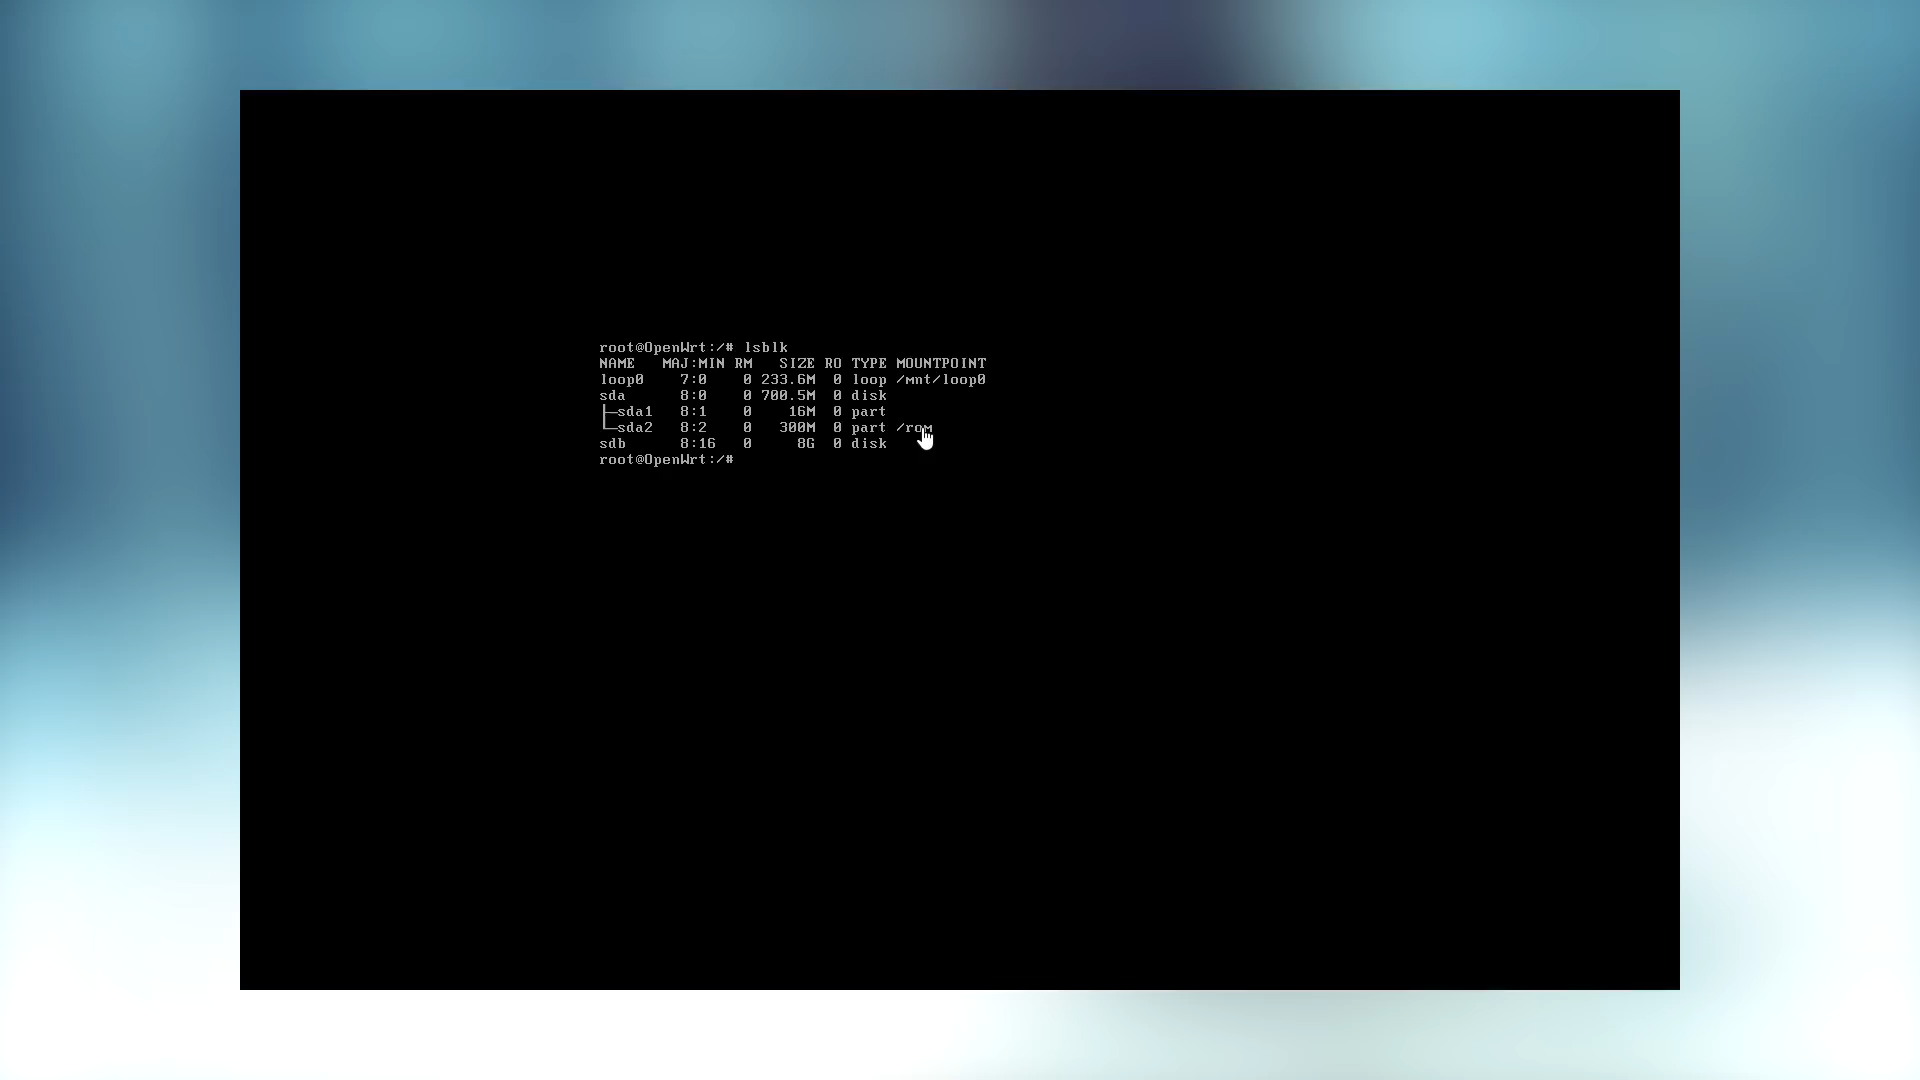 root@OpenWrt:/# lsblk
NAME   MAJ:MIN RM   SIZE RO TYPE MOUNTPOINT
loop0    7:0    0 233.6M  0 loop /mnt/loop0
sda      8:0    0 700.5M  0 disk
├─sda1   8:1    0    16M  0 part
└─sda2   8:2    0   300M  0 part /rom
sdb      8:16   0     8G  0 disk
root@OpenWrt:/#